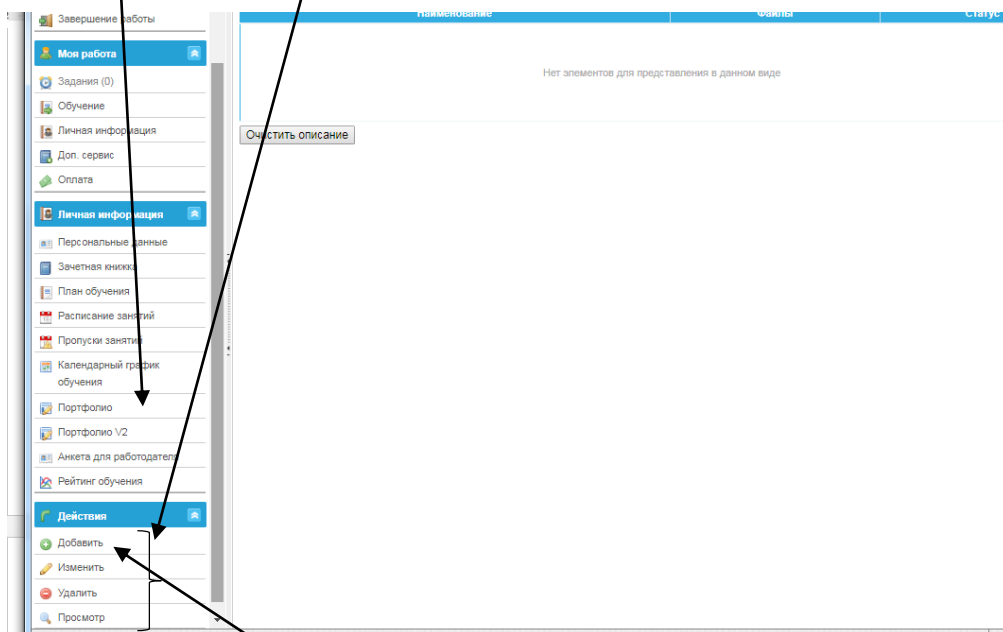 Завершение работы
Наименование Файлы Статус
Моя работа
Задания (0)
Нет элементов для представления в данном виде
Обучение
Личная информация
Очистить описание
Доп. сервис
Оплата
Личная информация
Персональные данные
Зачетная книжка
План обучения
Расписание занятий
Пропуски занятий
Календарный график
обучения
Портфолио
Портфолио V2
Анкета для работодателя
Рейтинг обучения
Действия
Добавить
Изменить
Удалить
Просмотр